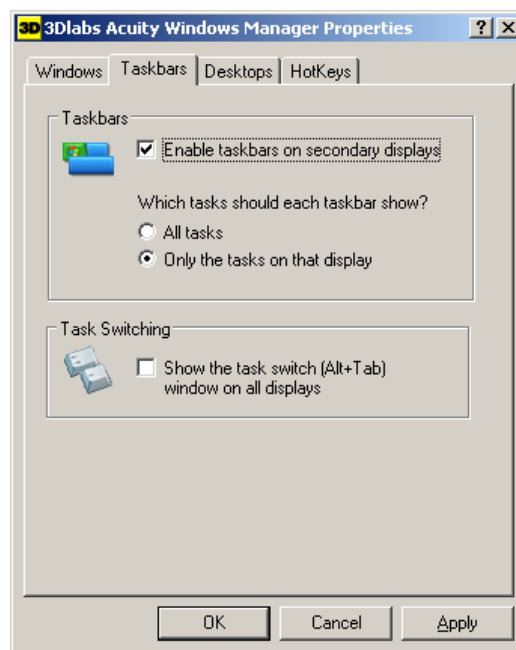 3D 3Dlabs Acuity Windows Manager Properties ? X
Windows Taskbars Desktops HotKeys
Taskbars
Enable taskbars on secondary displays
Which tasks should each taskbar show?
All tasks
Only the tasks on that display
Task Switching
Show the task switch (Alt+Tab)
window on all displays
OK Cancel Apply